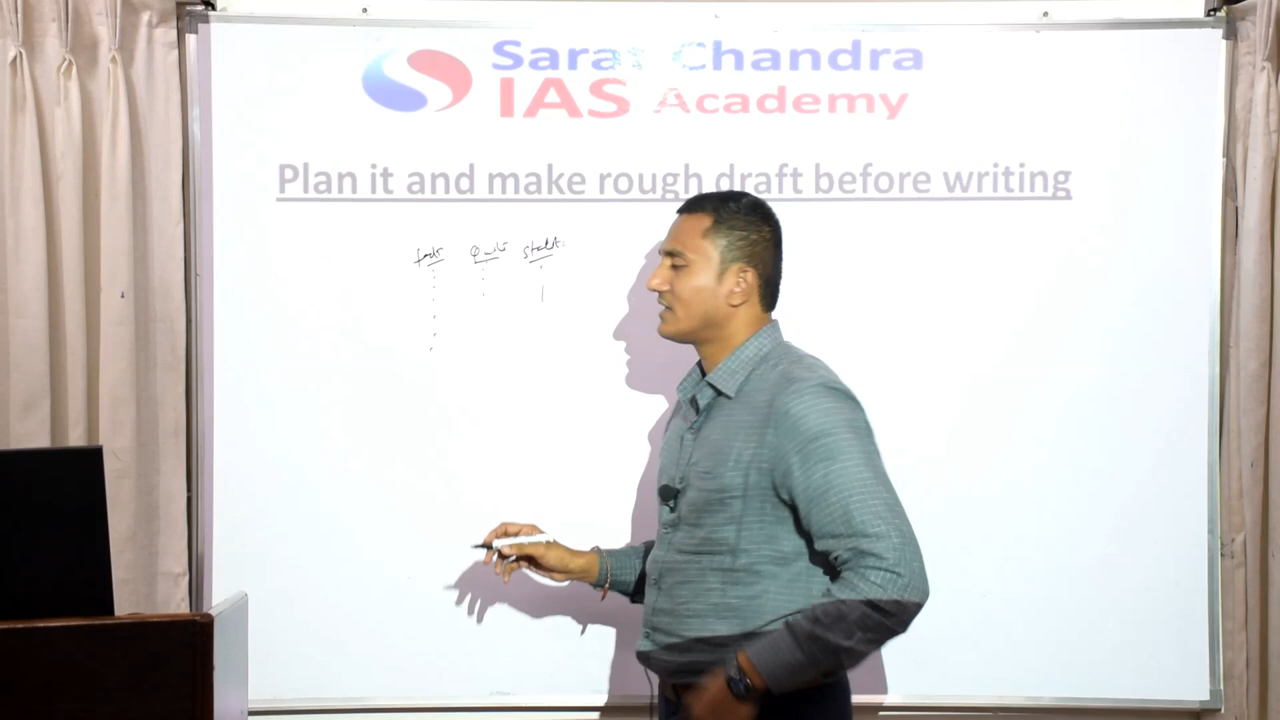 Sarat Chandra
IAS Academy
Plan it and make rough draft before writing